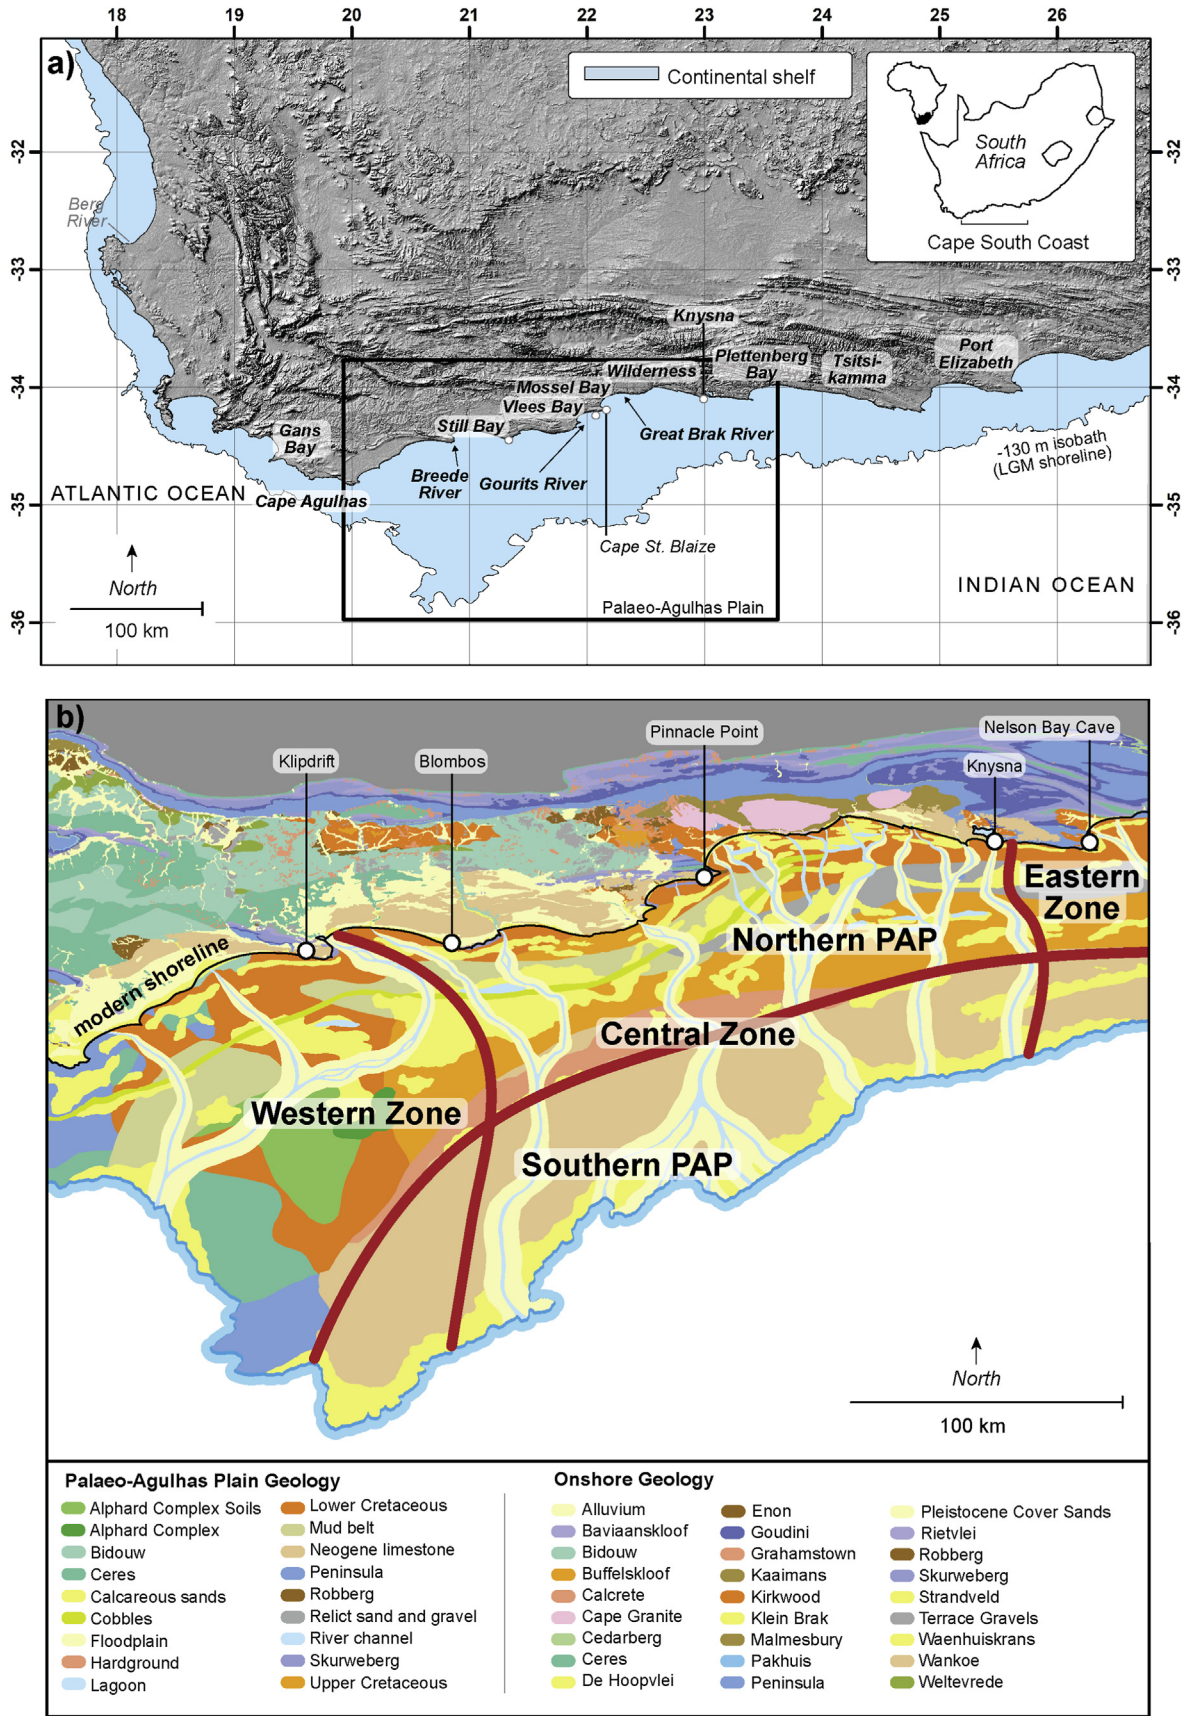 18 19 20 21 22 23 24 25 26
a)
Continental shelf
South
Africa
Cape South Coast
-32
-32
Berg
River
-33
-33
Knysna
Port
Elizabeth
Plettenberg
Bay
Tsitsi-
kamma
Wilderness
-34
-34
Mossel Bay
Vlees Bay
Still Bay
Gans
Bay
Great Brak River
-130 m isobath
(LGM shoreline)
Breede
River
Gourits River
ATLANTIC OCEAN
Cape Agulhas
-35
-35
Cape St. Blaize
North
INDIAN OCEAN
Palaeo-Agulhas Plain
100 km
-36
-36
b)
Nelson Bay Cave
Pinnacle Point
Klipdrift
Blombos
Knysna
Eastern
Zone
Northern PAP
modern shoreline
Central Zone
Western Zone
Southern PAP
North
100 km
Palaeo-Agulhas Plain Geology
Alphard Complex Soils
Alphard Complex
Bidouw
Ceres
Calcareous sands
Cobbles
Floodplain
Hardground
Lagoon
Lower Cretaceous
Mud belt
Neogene limestone
Peninsula
Robberg
Relict sand and gravel
River channel
Skurweberg
Upper Cretaceous
Onshore Geology
Alluvium
Baviaanskloof
Bidouw
Buffelskloof
Calcrete
Cape Granite
Cedarberg
Ceres
De Hoopvlei
Enon
Goudini
Grahamstown
Kaaimans
Kirkwood
Klein Brak
Malmesbury
Pakhuis
Peninsula
Pleistocene Cover Sands
Rietvlei
Robberg
Skurweberg
Strandveld
Terrace Gravels
Waenhuiskrans
Wankoe
Weltevrede